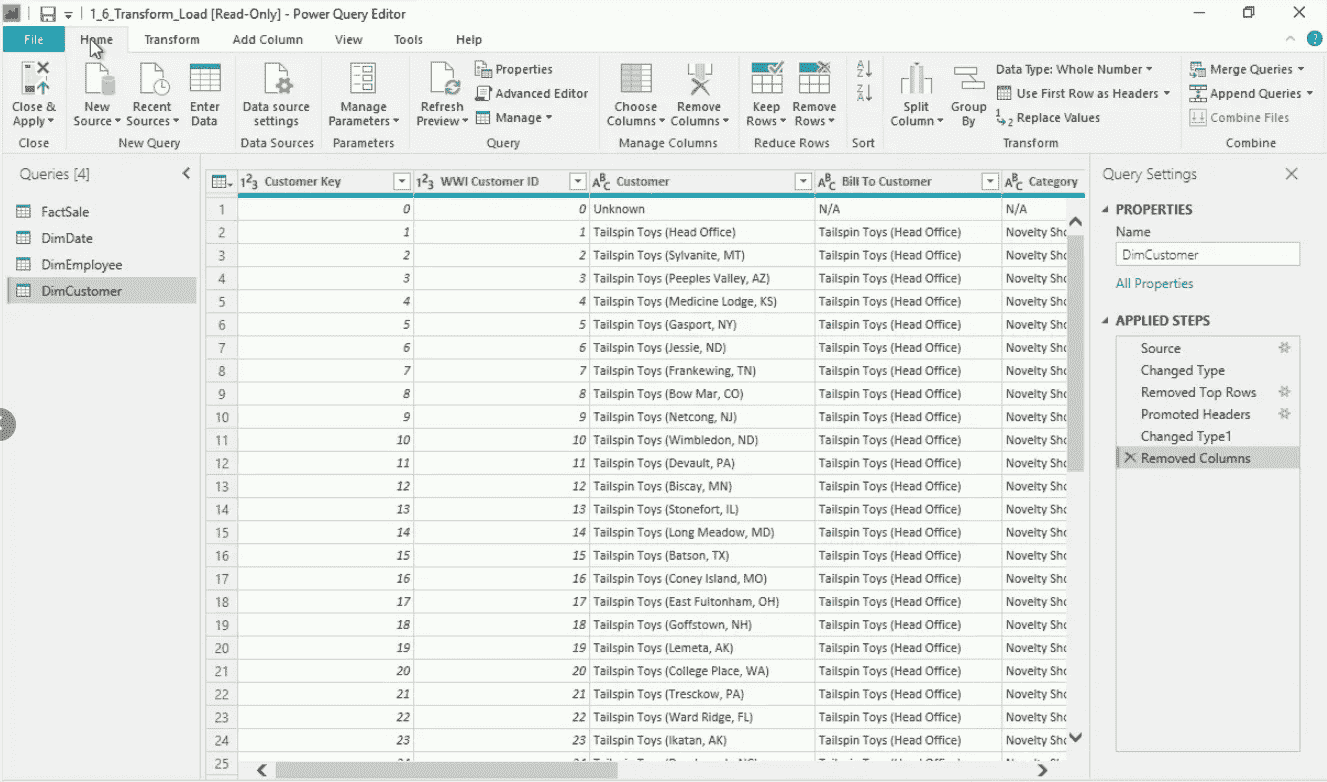 1_6_Transform_Load [Read-Only] - Power Query Editor
File Home Transform Add Column View Tools Help
Close & Apply
New Source
Recent Sources
Enter Data
Data source settings
Manage Parameters
Refresh Preview
Properties
Advanced Editor
Manage
Choose Columns
Remove Columns
Keep Rows
Remove Rows
Split Column
Group By
Data Type: Whole Number
Use First Row as Headers
Replace Values
Merge Queries
Append Queries
Combine Files
Close New Query Data Sources Parameters Query Manage Columns Reduce Rows Sort Transform Combine
Queries [4]
FactSale
DimDate
DimEmployee
DimCustomer
123 Customer Key 123 WWI Customer ID ABC Customer ABC Bill To Customer ABC Category
1 0 0 Unknown N/A N/A
2 1 1 Tailspin Toys (Head Office) Tailspin Toys (Head Office) Novelty Sho
3 2 2 Tailspin Toys (Sylvanite, MT) Tailspin Toys (Head Office) Novelty Sho
4 3 3 Tailspin Toys (Peeples Valley, AZ) Tailspin Toys (Head Office) Novelty Sho
5 4 4 Tailspin Toys (Medicine Lodge, KS) Tailspin Toys (Head Office) Novelty Sho
6 5 5 Tailspin Toys (Gasport, NY) Tailspin Toys (Head Office) Novelty Sho
7 6 6 Tailspin Toys (Jessie, ND) Tailspin Toys (Head Office) Novelty Sho
8 7 7 Tailspin Toys (Frankewing, TN) Tailspin Toys (Head Office) Novelty Sho
9 8 8 Tailspin Toys (Bow Mar, CO) Tailspin Toys (Head Office) Novelty Sho
10 9 9 Tailspin Toys (Netcong, NJ) Tailspin Toys (Head Office) Novelty Sho
11 10 10 Tailspin Toys (Wimbledon, ND) Tailspin Toys (Head Office) Novelty Sho
12 11 11 Tailspin Toys (Devault, PA) Tailspin Toys (Head Office) Novelty Sho
13 12 12 Tailspin Toys (Biscay, MN) Tailspin Toys (Head Office) Novelty Sho
14 13 13 Tailspin Toys (Stonefort, IL) Tailspin Toys (Head Office) Novelty Sho
15 14 14 Tailspin Toys (Long Meadow, MD) Tailspin Toys (Head Office) Novelty Sho
16 15 15 Tailspin Toys (Batson, TX) Tailspin Toys (Head Office) Novelty Sho
17 16 16 Tailspin Toys (Coney Island, MO) Tailspin Toys (Head Office) Novelty Sho
18 17 17 Tailspin Toys (East Fultonham, OH) Tailspin Toys (Head Office) Novelty Sho
19 18 18 Tailspin Toys (Goffstown, NH) Tailspin Toys (Head Office) Novelty Sho
20 19 19 Tailspin Toys (Lemeta, AK) Tailspin Toys (Head Office) Novelty Sho
21 20 20 Tailspin Toys (College Place, WA) Tailspin Toys (Head Office) Novelty Sho
22 21 21 Tailspin Toys (Tresckow, PA) Tailspin Toys (Head Office) Novelty Sho
23 22 22 Tailspin Toys (Ward Ridge, FL) Tailspin Toys (Head Office) Novelty Sho
24 23 23 Tailspin Toys (Ikatan, AK) Tailspin Toys (Head Office) Novelty Sho
25
Query Settings
PROPERTIES
Name
DimCustomer
All Properties
APPLIED STEPS
Source
Changed Type
Removed Top Rows
Promoted Headers
Changed Type1
Removed Columns